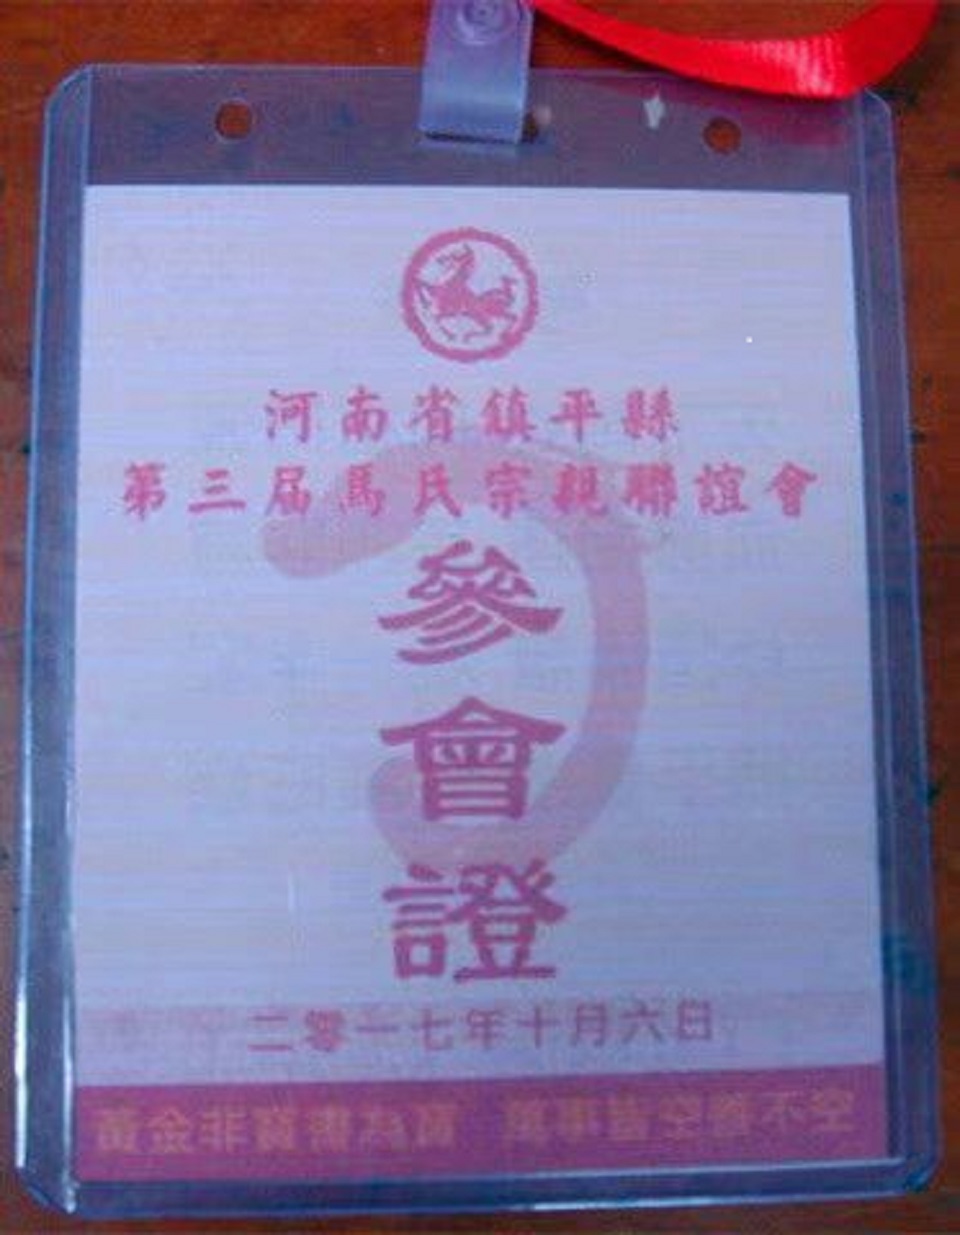 河南省鎮平縣
第三届馬氏宗親聯誼會
參
會
證
二零一七年十月六日
黃金非寶書為寶 萬事皆空善不空